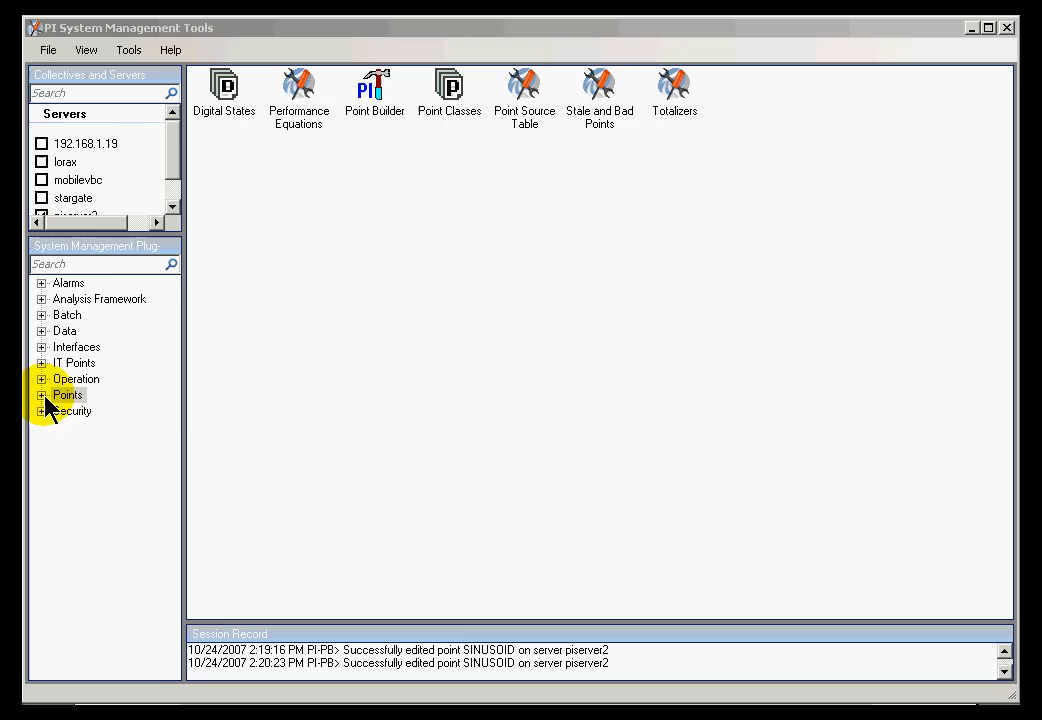 PI System Management Tools
File View Tools Help
Collectives and Servers
Search
Servers
192.168.1.19
lorax
mobilevbc
stargate
piserver2
System Management Plug-
Search
Alarms
Analysis Framework
Batch
Data
Interfaces
IT Points
Operation
Points
Security
Digital States
Performance Equations
PI
Point Builder
Point Classes
Point Source Table
Stale and Bad Points
Totalizers
Session Record
10/24/2007 2:19:16 PM PI-PB> Successfully edited point SINUSOID on server piserver2
10/24/2007 2:20:23 PM PI-PB> Successfully edited point SINUSOID on server piserver2